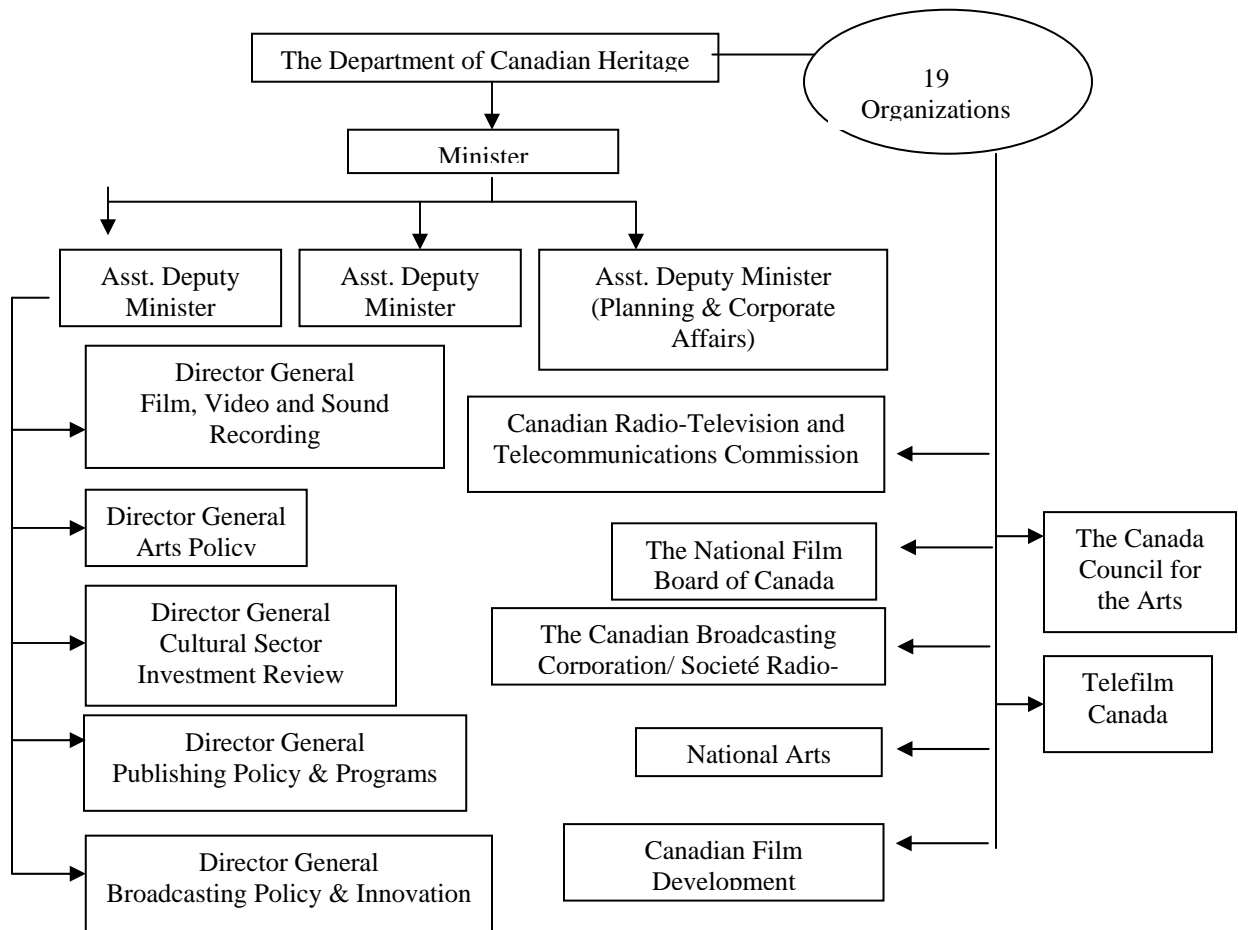 The Department of Canadian Heritage
19
Organizations
Minister
Asst. Deputy
Minister
Asst. Deputy
Minister
Asst. Deputy Minister
(Planning & Corporate
Affairs)
Director General
Film, Video and Sound
Recording
Director General
Arts Policy
Director General
Cultural Sector
Investment Review
Director General
Publishing Policy & Programs
Director General
Broadcasting Policy & Innovation
Canadian Radio-Television and
Telecommunications Commission
The National Film
Board of Canada
The Canadian Broadcasting
Corporation/ Societé Radio-
National Arts
Canadian Film
Development
The Canada
Council for
the Arts
Telefilm
Canada